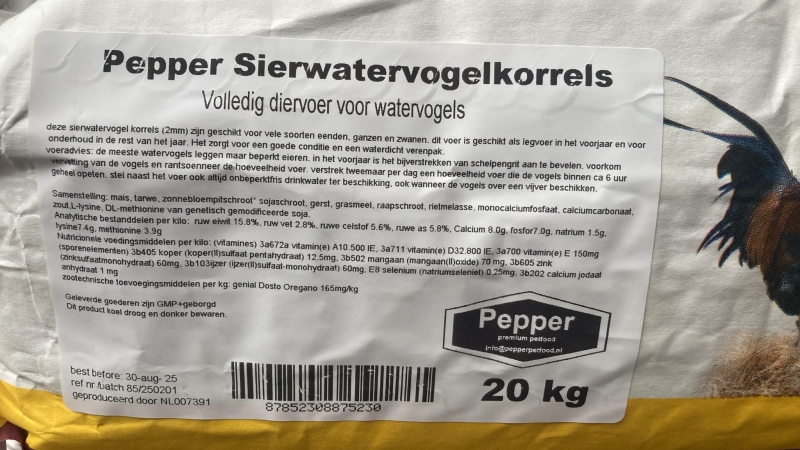 Pepper Sierwatervogelkorrels
Volledig diervoer voor watervogels
deze sierwatervogel korrels (2mm) zijn geschikt voor vele soorten eenden, ganzen en zwanen. dit voer is geschikt als legvoer in het voorjaar en voor
onderhoud in de rest van het jaar. Het zorgt voor een goede conditie en een waterdicht verenpak.
voeradvies: de meeste watervogels leggen maar beperkt eieren. in het voorjaar is het bijverstrekken van schelpengrit aan te bevelen. voorkom
vervetting van de vogels en rantsoenneer de hoeveelheid voer. verstrek tweemaar per dag een hoeveelheid voer die de vogels binnen ca 6 uur
geheel opeten. stel naast het voer ook altijd onbeperktfris drinkwater ter beschikking, ook wanneer de vogels over een vijver beschikken.
Samenstelling: mais, tarwe, zonnebloempitschroot* sojaschroot, gerst, grasmeel, raapschroot, rietmelasse, monocalciumfosfaat, calciumcarbonaat,
zout,L-lysine, DL-methionine van genetisch gemodificeerde soja.
Analytische bestanddelen per kilo: ruw eiwit 15.8%, ruw vet 2.8%, ruwe celstof 5.6%, ruwe as 5.8%, Calcium 8.0g, fosfor7.0g, natrium 1.5g,
lysine7.4g, methionine 3.9g
Nutricionele voedingsmiddelen per kilo: (vitamines) 3a672a vitamin(e) A10.500 IE, 3a711 vitamin(e) D32.800 IE, 3a700 vitamin(e) E 150mg
(sporenelementen) 3b405 koper (koper(II)sulfaat pentahydraat) 12.5mg, 3b502 mangaan (mangaan(II)oxide) 70 mg, 3b605 zink
(zinksulfaatmonohydraat) 60mg, 3b103ijzer (ijzer(II)sulfaat-monohydraat) 60mg, E8 selenium (natriumseleniet) 0.25mg, 3b202 calcium jodaat
anhydraat 1 mg
zootechnische toevoegingsmiddelen per kg: genial Dosto Oregano 165mg/kg
Geleverde goederen zijn GMP+geborgd
Dit product koel droog en donker bewaren.
Pepper
premium petfood
info@pepperpetfood.nl
best before: 30-aug- 25
ref nr /batch 85/250201
geproduceerd door NL007391
87852308875230
20 kg